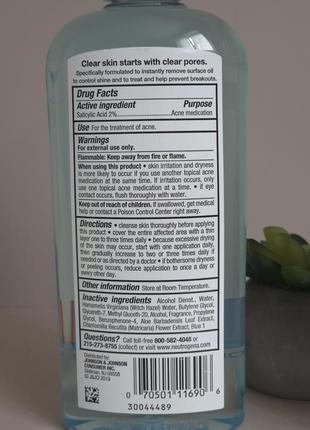 Clear skin starts with clear pores.
Specifically formulated to instantly remove surface oil
to control shine and to treat and help prevent breakouts.
Drug Facts
Active ingredient Purpose
Salicylic Acid 2% Acne medication
Use For the treatment of acne.
Warnings
For external use only.
Flammable: Keep away from fire or flame.
When using this product • skin irritation and dryness
is more likely to occur if you use another topical acne
medication at the same time. If irritation occurs, only
use one topical acne medication at a time. • if eye
contact occurs, flush thoroughly with water.
Keep out of reach of children. If swallowed, get medical
help or contact a Poison Control Center right away.
Directions • cleanse skin thoroughly before applying
this product • cover the entire affected area with a thin
layer one to three times daily • because excessive drying
of the skin may occur, start with one application daily,
then gradually increase to two or three times daily if
needed or as directed by a doctor • if bothersome dryness
or peeling occurs, reduce application to once a day or
every other day.
Other information Store at Room Temperature.
Inactive ingredients Alcohol Denat., Water,
Hamamelis Virginiana (Witch Hazel) Water, Butylene Glycol,
Glycereth-7, Methyl Gluceth-20, Alcohol, Fragrance, Propylene
Glycol, Benzophenone-4, Aloe Barbadensis Leaf Extract,
Chamomilla Recutita (Matricaria) Flower Extract, Blue 1
Questions? Call toll-free 800-582-4048 or
215-273-8755 (collect) or visit www.neutrogena.com
Distributed by:
JOHNSON & JOHNSON
CONSUMER INC.
Skillman, NJ 08558
© J&JCI 2019
0 70501 11690 6
30044489